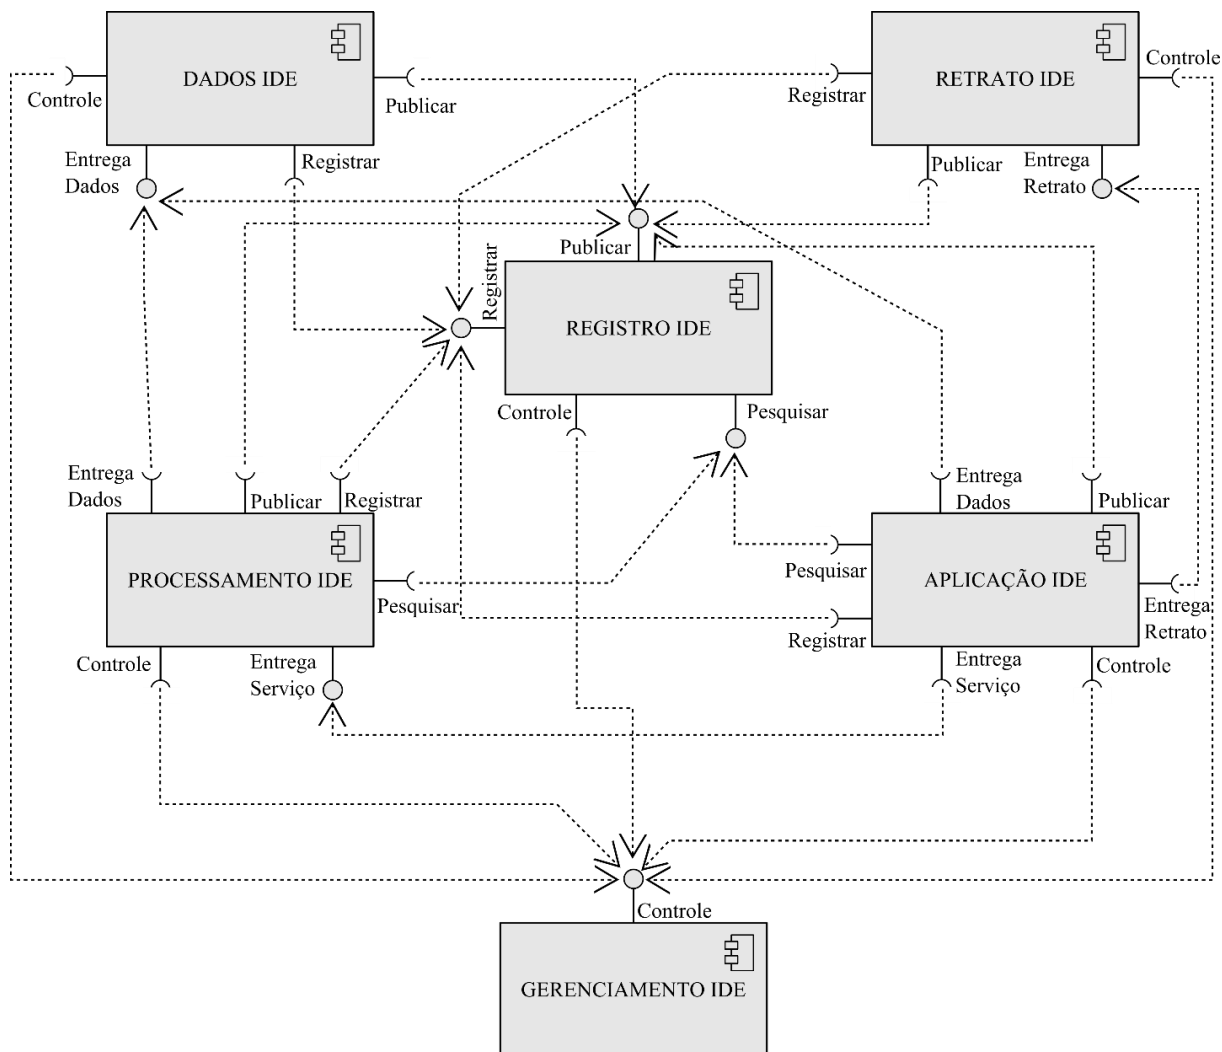 Controle
DADOS IDE
Publicar
Entrega
Dados
Registrar
Registrar
RETRATO IDE
Controle
Publicar
Entrega
Retrato
Publicar
Registrar
REGISTRO IDE
Controle
Pesquisar
Entrega
Dados
Publicar
Registrar
PROCESSAMENTO IDE
Pesquisar
Controle
Entrega
Serviço
Entrega
Dados
Publicar
Pesquisar
APLICAÇÃO IDE
Registrar
Entrega
Retrato
Entrega
Serviço
Controle
Controle
GERENCIAMENTO IDE